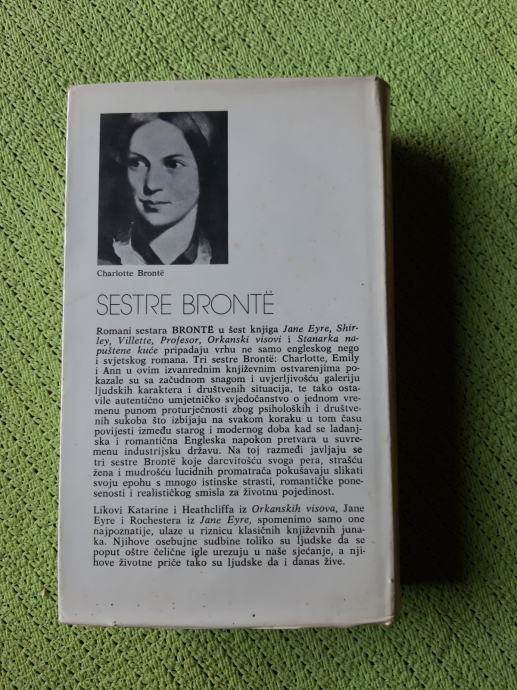 Charlotte Brontë
SESTRE BRONTË
Romani sestara BRONTË u šest knjiga Jane Eyre, Shir-
ley, Villette, Profesor, Orkanski visovi i Stanarka na-
puštene kuće pripadaju vrhu ne samo engleskog nego
i svjetskog romana. Tri sestre Brontë: Charlotte, Emily
i Ann u ovim izvanrednim književnim ostvarenjima po-
kazale su sa začudnom snagom i uvjerljivošću galeriju
ljudskih karaktera i društvenih situacija, te tako osta-
vile autentično umjetničko svjedočanstvo o jednom vre-
menu punom proturječnosti zbog psiholoških i društve-
nih sukoba što izbijaju na svakom koraku u tom času
povijesti između starog i modernog doba kad se ladanj-
ska i romantična Engleska napokon pretvara u suvre-
menu industrijsku državu. Na toj razmeđi javljaju se
tri sestre Brontë koje darovitošću svoga pera, strašću
žena i mudrošću lucidnih promatrača pokušavaju slikati
svoju epohu s mnogo istinske strasti, romantičke pone-
senosti i realističkog smisla za životnu pojedinost.
Likovi Katarine i Heathcliffa iz Orkanskih visova, Jane
Eyre i Rochestera iz Jane Eyre, spomenimo samo one
najpoznatije, ulaze u riznicu klasičnih književnih juna-
ka. Njihove osebujne sudbine toliko su ljudske da se
poput oštre čelične igle urezuju u naše sjećanje, a nji-
hove životne priče tako su ljudske da i danas žive.